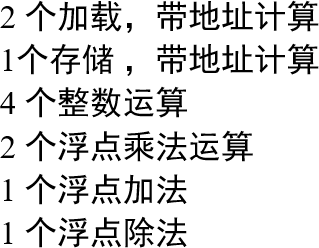 2 个加载，带地址计算
1个存储 ，带地址计算
4 个整数运算
2 个浮点乘法运算
1 个浮点加法
1 个浮点除法